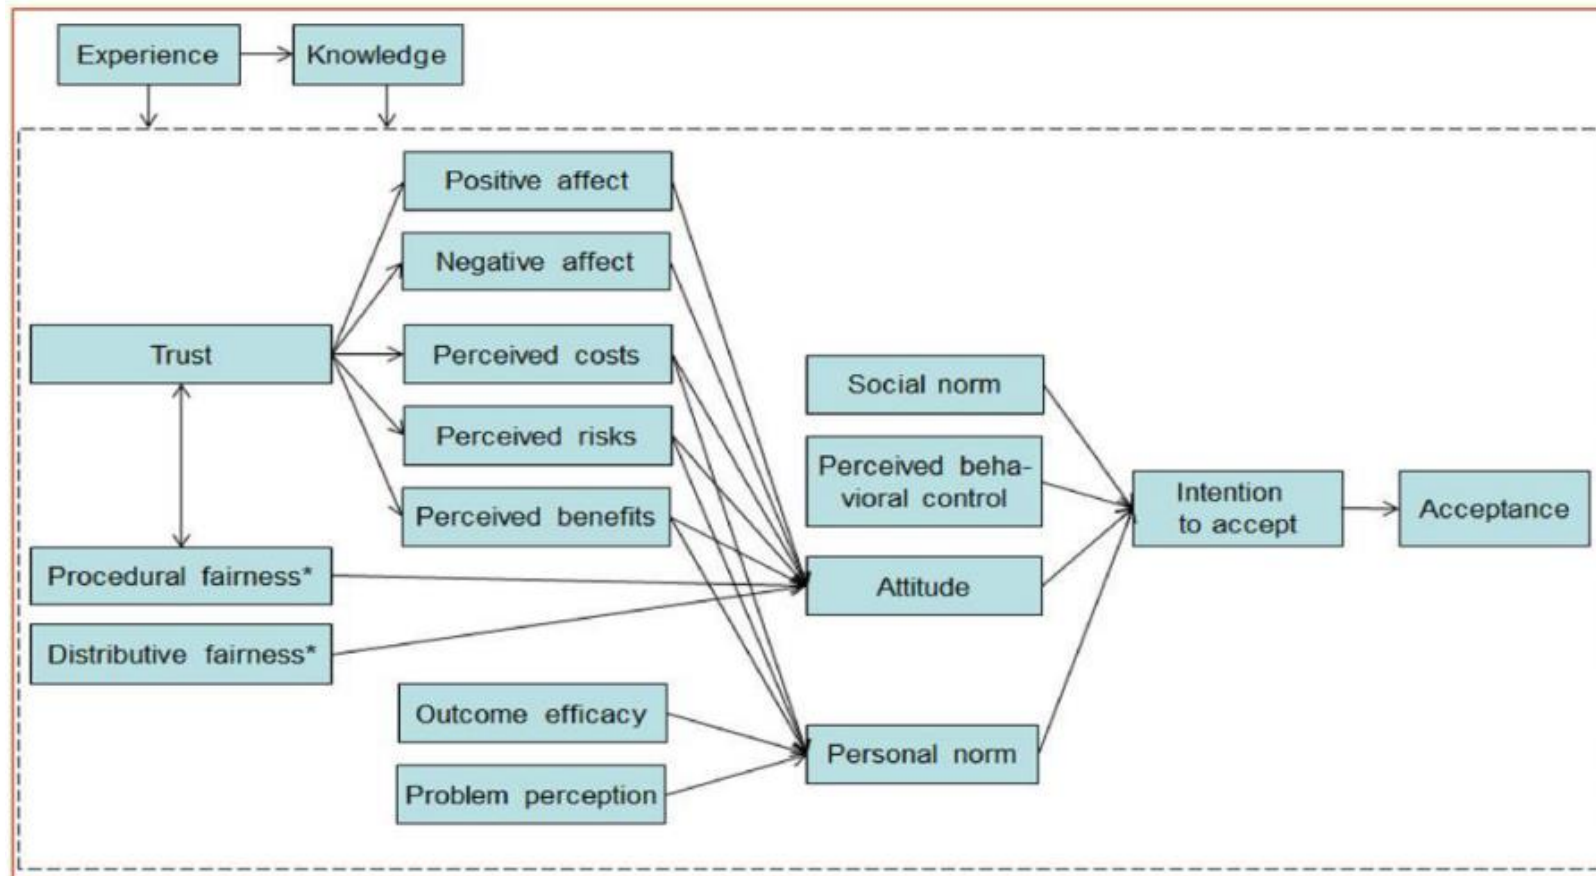 Experience
Knowledge
Positive affect
Negative affect
Trust
Perceived costs
Perceived risks
Perceived benefits
Procedural fairness*
Distributive fairness*
Outcome efficacy
Problem perception
Social norm
Perceived beha-
vioral control
Attitude
Personal norm
Intention
to accept
Acceptance